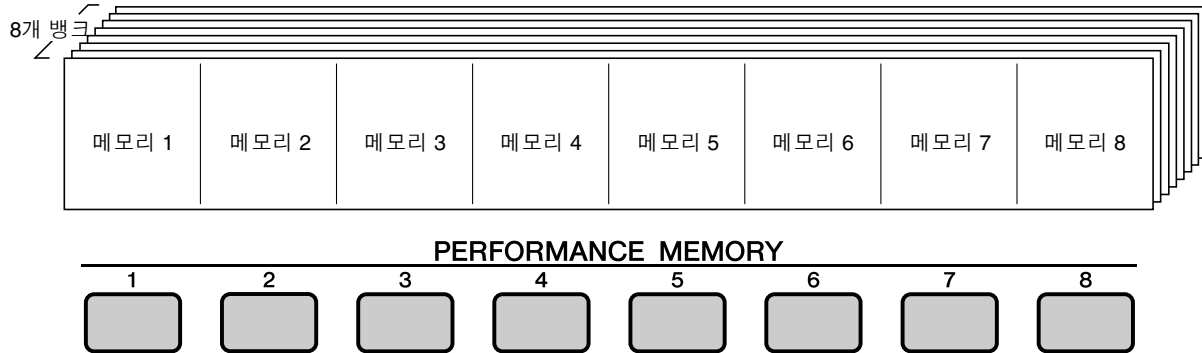 8개 뱅크
메모리 1 메모리 2 메모리 3 메모리 4 메모리 5 메모리 6 메모리 7 메모리 8
PERFORMANCE MEMORY
1 2 3 4 5 6 7 8